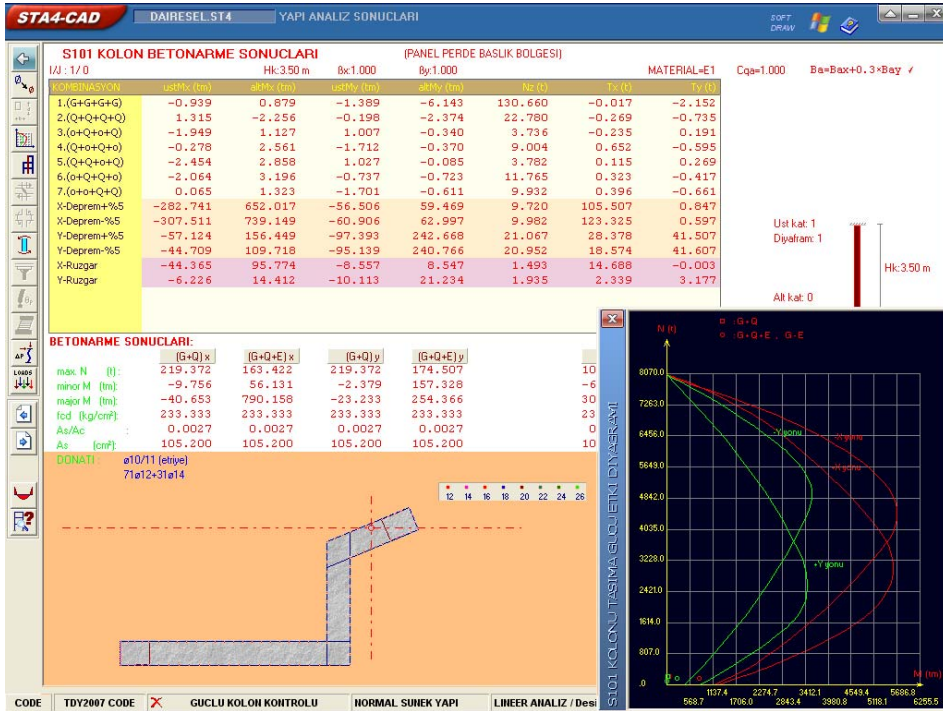 STA4-CAD DAIRESEL.ST4 YAPI ANALIZ SONUCLARI SOFT DRAW
S101 KOLON BETONARME SONUCLARI (PANEL PERDE BASLIK BOLGESI)
I/J : 1/ 0 Hk:3.50 m ßx:1.000 ßy:1.000 MATERIAL=E1 Cqa=1.000 Ba=Bax+0.3×Bay ✓
KOMBINASYON ustMx (tm) altMx (tm) ustMy (tm) altMy (tm) Nz (t) Tx (t) Ty (t)
1.(G+G+G+G) -0.939 0.879 -1.389 -6.143 130.660 -0.017 -2.152
2.(Q+Q+Q+Q) 1.315 -2.256 -0.198 -2.374 22.780 -0.269 -0.735
3.(o+Q+o+Q) -1.949 1.127 1.007 -0.340 3.736 -0.235 0.191
4.(Q+o+Q+o) -0.278 2.561 -1.712 -0.370 9.004 0.652 -0.595
5.(Q+Q+o+Q) -2.454 2.858 1.027 -0.085 3.782 0.115 0.269
6.(o+Q+Q+o) -2.064 3.196 -0.737 -0.723 11.765 0.323 -0.417
7.(o+o+Q+Q) 0.065 1.323 -1.701 -0.611 9.932 0.396 -0.661
X-Deprem+%5 -282.741 652.017 -56.506 59.469 9.720 105.507 0.847
X-Deprem-%5 -307.511 739.149 -60.906 62.997 9.982 123.325 0.597
Y-Deprem+%5 -57.124 156.449 -97.393 242.668 21.067 28.378 41.507
Y-Deprem-%5 -44.709 109.718 -95.139 240.766 20.952 18.574 41.607
X-Ruzgar -44.365 95.774 -8.557 8.547 1.493 14.688 -0.003
Y-Ruzgar -6.226 14.412 -10.113 21.234 1.935 2.339 3.177
Ust kat: 1
Diyafram: 1
Hk:3.50 m
Alt kat: 0
BETONARME SONUCLARI:
(G+Q) x (G+Q+E) x (G+Q) y (G+Q+E) y
max. N (t) : 219.372 163.422 219.372 174.507 10
minor M (tm): -9.756 56.131 -2.379 157.328 -6
major M (tm): -40.653 790.158 -23.233 254.366 30
fcd (kg/cm²): 233.333 233.333 233.333 233.333 23
As/Ac : 0.0027 0.0027 0.0027 0.0027 0
As (cm²): 105.200 105.200 105.200 105.200 10
DONATI : ø10/11 (etriye)
71ø12+31ø14
12 14 16 18 20 22 24 26
S101 KOLONU TASIMA GUCU ETKI DIYAGRAMI
N (t)
:G+Q
:G+Q+E , G-E
8070.0
7263.0
6456.0
5649.0
4842.0
4035.0
3228.0
2421.0
1614.0
807.0
.0
-Y yonu
-X yonu
+X yonu
+Y yonu
M (tm)
1137.4 2274.7 3412.1 4549.4 5686.8
568.7 1706.0 2843.4 3980.8 5118.1 6255.5
CODE TDY2007 CODE GUCLU KOLON KONTROLU NORMAL SUNEK YAPI LINEER ANALIZ / Desi